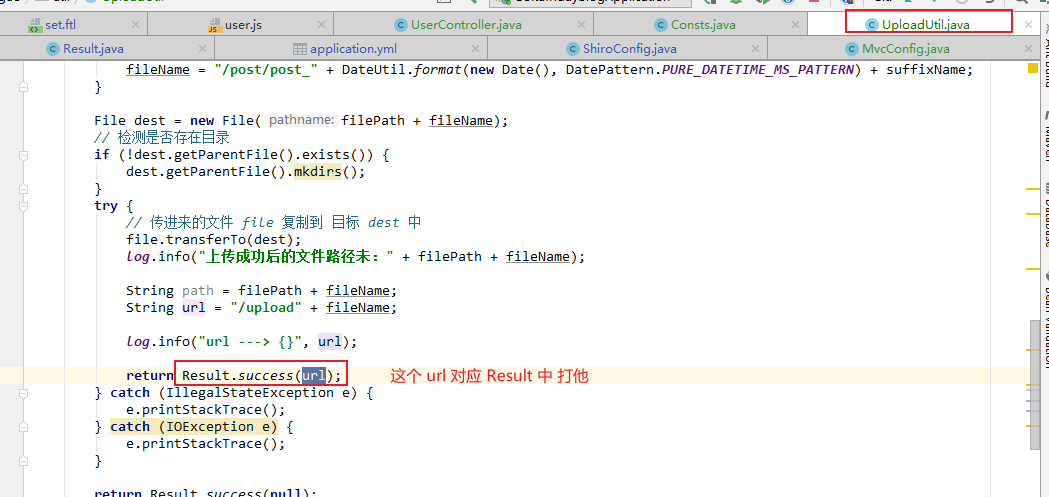 set.ftl
user.js
UserController.java
Consts.java
UploadUtil.java
Result.java
application.yml
ShiroConfig.java
MvcConfig.java
fileName = "/post/post_" + DateUtil.format(new Date(), DatePattern.PURE_DATETIME_MS_PATTERN) + suffixName;
}
File dest = new File( pathname: filePath + fileName);
// 检测是否存在目录
if (!dest.getParentFile().exists()) {
dest.getParentFile().mkdirs();
}
try {
// 传进来的文件 file 复制到 目标 dest 中
file.transferTo(dest);
log.info("上传成功后的文件路径未：" + filePath + fileName);
String path = filePath + fileName;
String url = "/upload" + fileName;
log.info("url ---> {}", url);
return Result.success(url); 这个 url 对应 Result 中 打他
} catch (IllegalStateException e) {
e.printStackTrace();
} catch (IOException e) {
e.printStackTrace();
}
return Result.success(null);